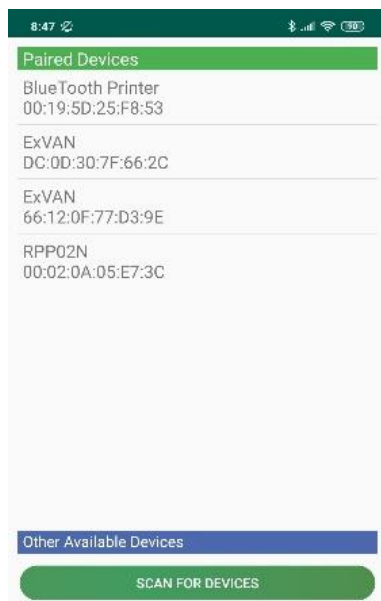 8:47
90
Paired Devices
BlueTooth Printer
00:19:5D:25:F8:53
ExVAN
DC:0D:30:7F:66:2C
ExVAN
66:12:0F:77:D3:9E
RPP02N
00:02:0A:05:E7:3C
Other Available Devices
SCAN FOR DEVICES